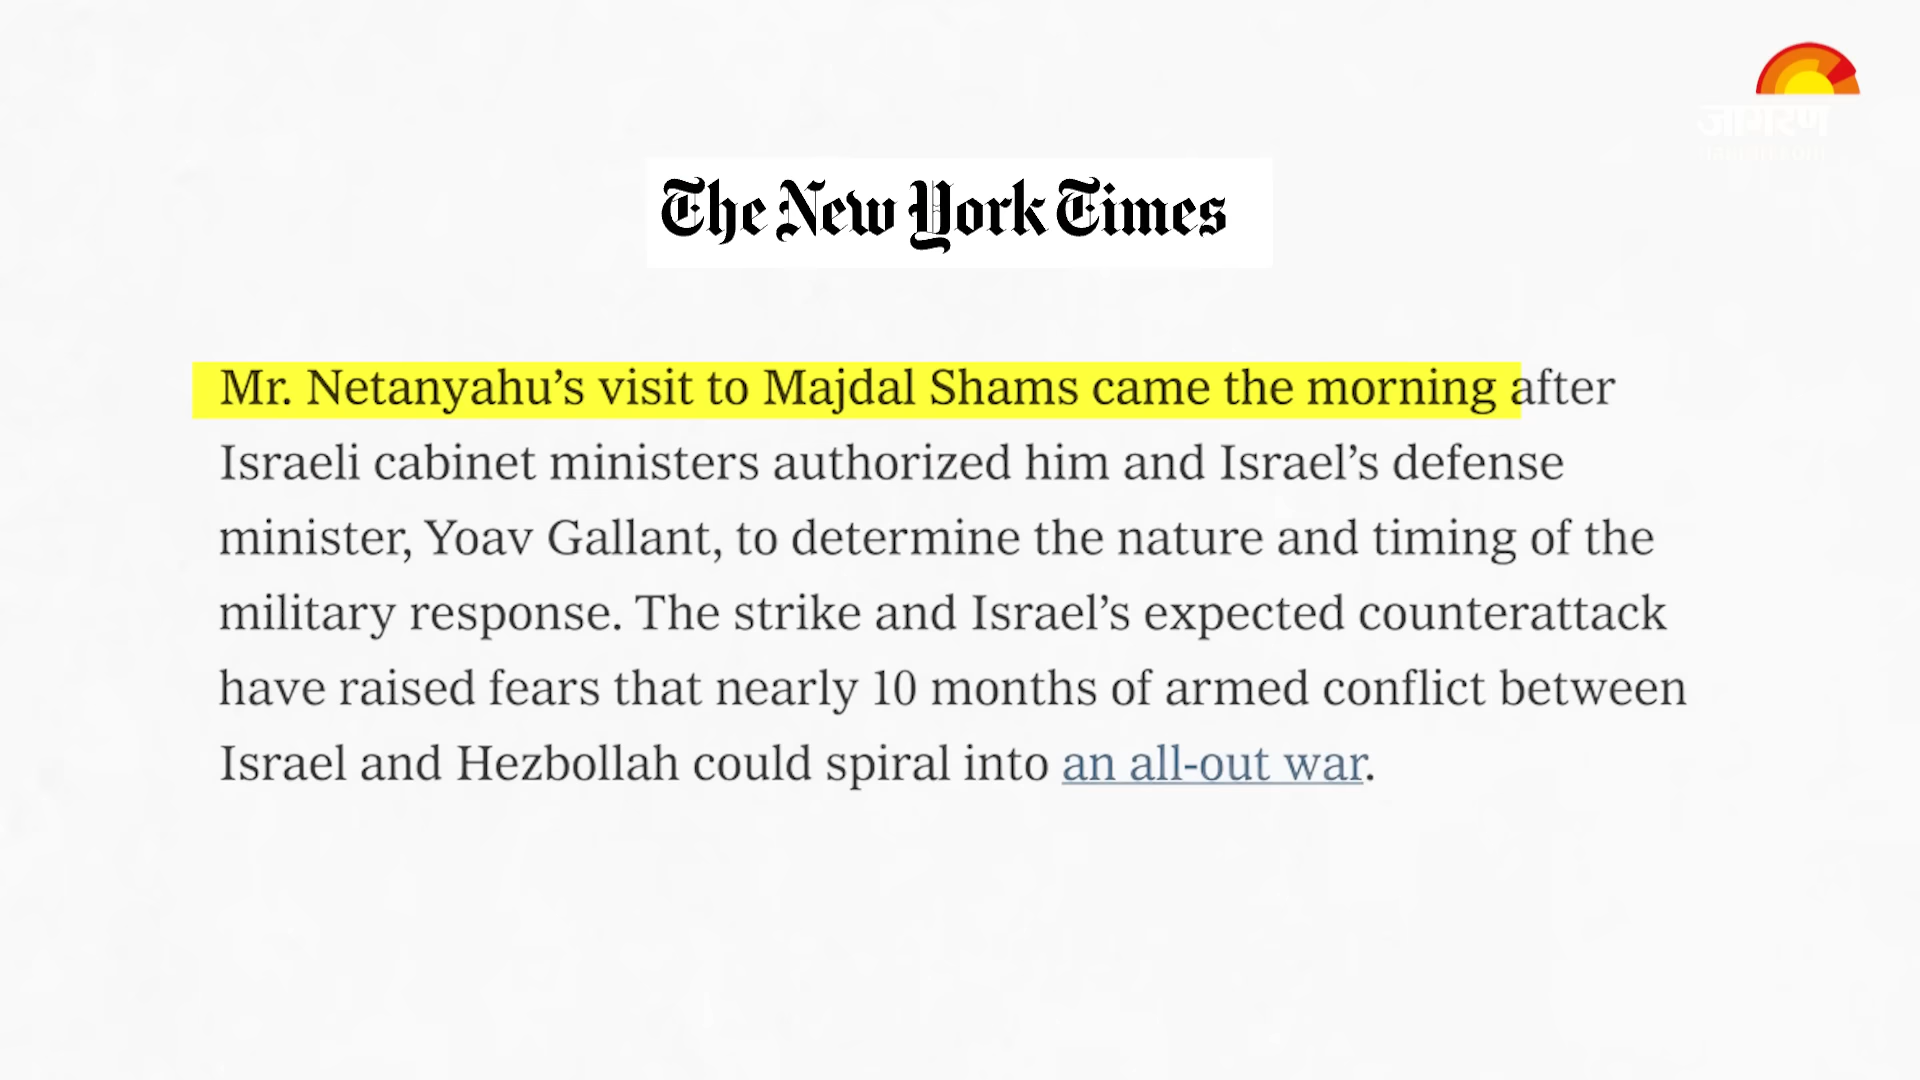 जागरण
The New York Times
Mr. Netanyahu’s visit to Majdal Shams came the morning after
Israeli cabinet ministers authorized him and Israel’s defense
minister, Yoav Gallant, to determine the nature and timing of the
military response. The strike and Israel’s expected counterattack
have raised fears that nearly 10 months of armed conflict between
Israel and Hezbollah could spiral into an all-out war.